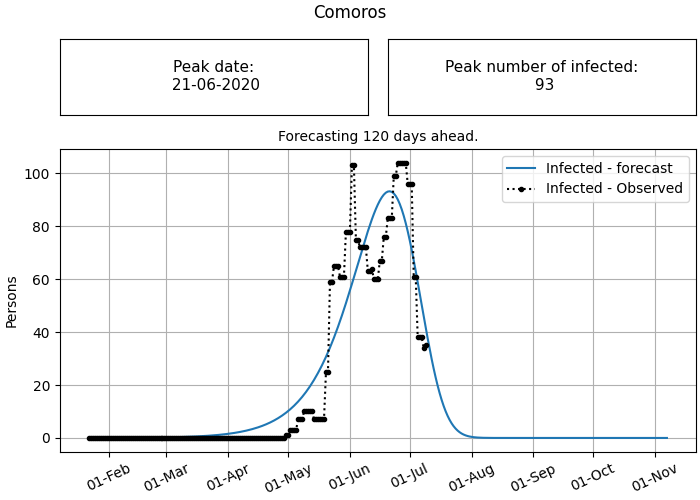 Comoros
Peak date:
21-06-2020
Peak number of infected:
93
Forecasting 120 days ahead.
Infected - forecast
Infected - Observed
Persons
100
80
60
40
20
0
01-Feb
01-Mar
01-Apr
01-May
01-Jun
01-Jul
01-Aug
01-Sep
01-Oct
01-Nov